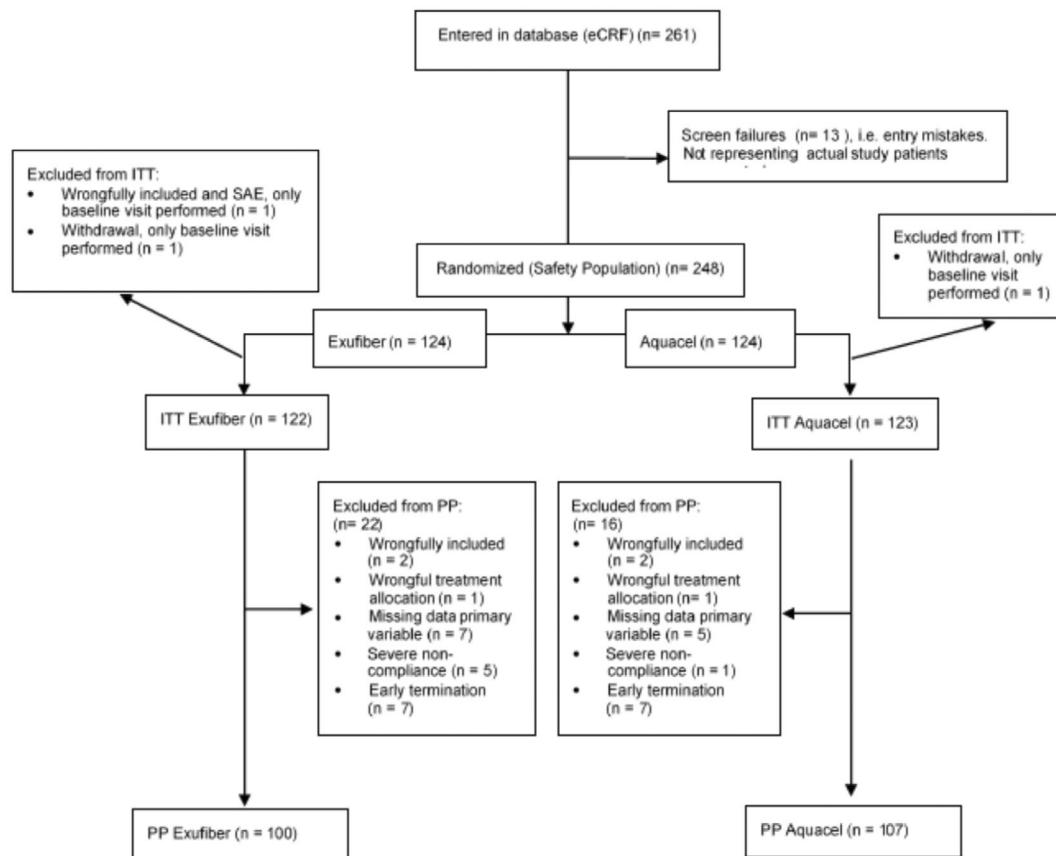 Entered in database (eCRF) (n= 261)
Screen failures (n= 13 ), i.e. entry mistakes.
Not representing actual study patients
Excluded from ITT:
• Wrongfully included and SAE, only
baseline visit performed (n = 1)
• Withdrawal, only baseline visit
performed (n = 1)
Excluded from ITT:
• Withdrawal, only
baseline visit
performed (n = 1)
Randomized (Safety Population) (n= 248)
Exufiber (n = 124)
Aquacel (n = 124)
ITT Exufiber (n = 122)
ITT Aquacel (n = 123)
Excluded from PP:
(n= 22)
• Wrongfully included
(n = 2)
• Wrongful treatment
allocation (n = 1)
• Missing data primary
variable (n = 7)
• Severe non-
compliance (n = 5)
• Early termination
(n = 7)
Excluded from PP:
(n= 16)
• Wrongfully included
(n = 2)
• Wrongful treatment
allocation (n= 1)
• Missing data primary
variable (n = 5)
• Severe non-
compliance (n = 1)
• Early termination
(n = 7)
PP Exufiber (n = 100)
PP Aquacel (n = 107)